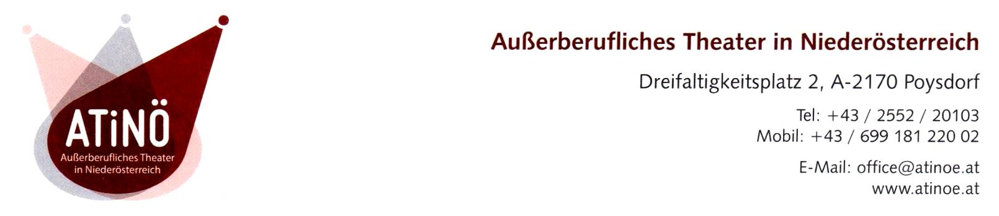 ATiNÖ
Außerberufliches Theater
in Niederösterreich
Außerberufliches Theater in Niederösterreich
Dreifaltigkeitsplatz 2, A-2170 Poysdorf
Tel: +43 / 2552 / 20103
Mobil: +43 / 699 181 220 02
E-Mail: office@atinoe.at
www.atinoe.at